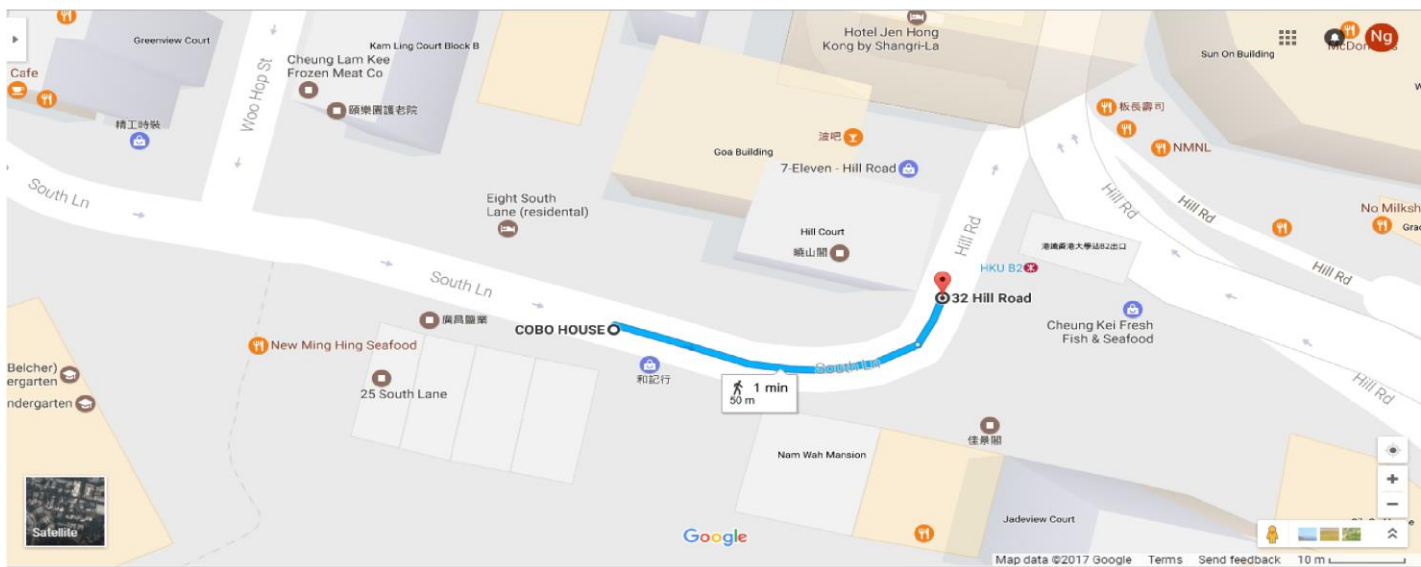 Greenview Court
Woo Hop St
Cheung Lam Kee
Frozen Meat Co
Kam Ling Court Block B
頤樂園護老院
Hotel Jen Hong
Kong by Shangri-La
Sun On Building
Ng
McDon
Cafe
精工時裝
板長壽司
NMNL
Goa Building
波吧
7-Eleven - Hill Road
South Ln
Eight South
Lane (residental)
Hill Court
曉山閣
Hill Rd
Hill Rd
Hill Rd
No Milksh
Grac
港鐵香港大學站B2出口
HKU B2
Hill Rd
South Ln
32 Hill Road
廣昌鹽業
COBO HOUSE
Cheung Kei Fresh
Fish & Seafood
New Ming Hing Seafood
和記行
South Ln
1 min
50 m
Belcher)
ergarten
ndergarten
25 South Lane
Hill Rd
佳景閣
Nam Wah Mansion
Satellite
Google
Jadeview Court
Map data ©2017 Google Terms Send feedback 10 m